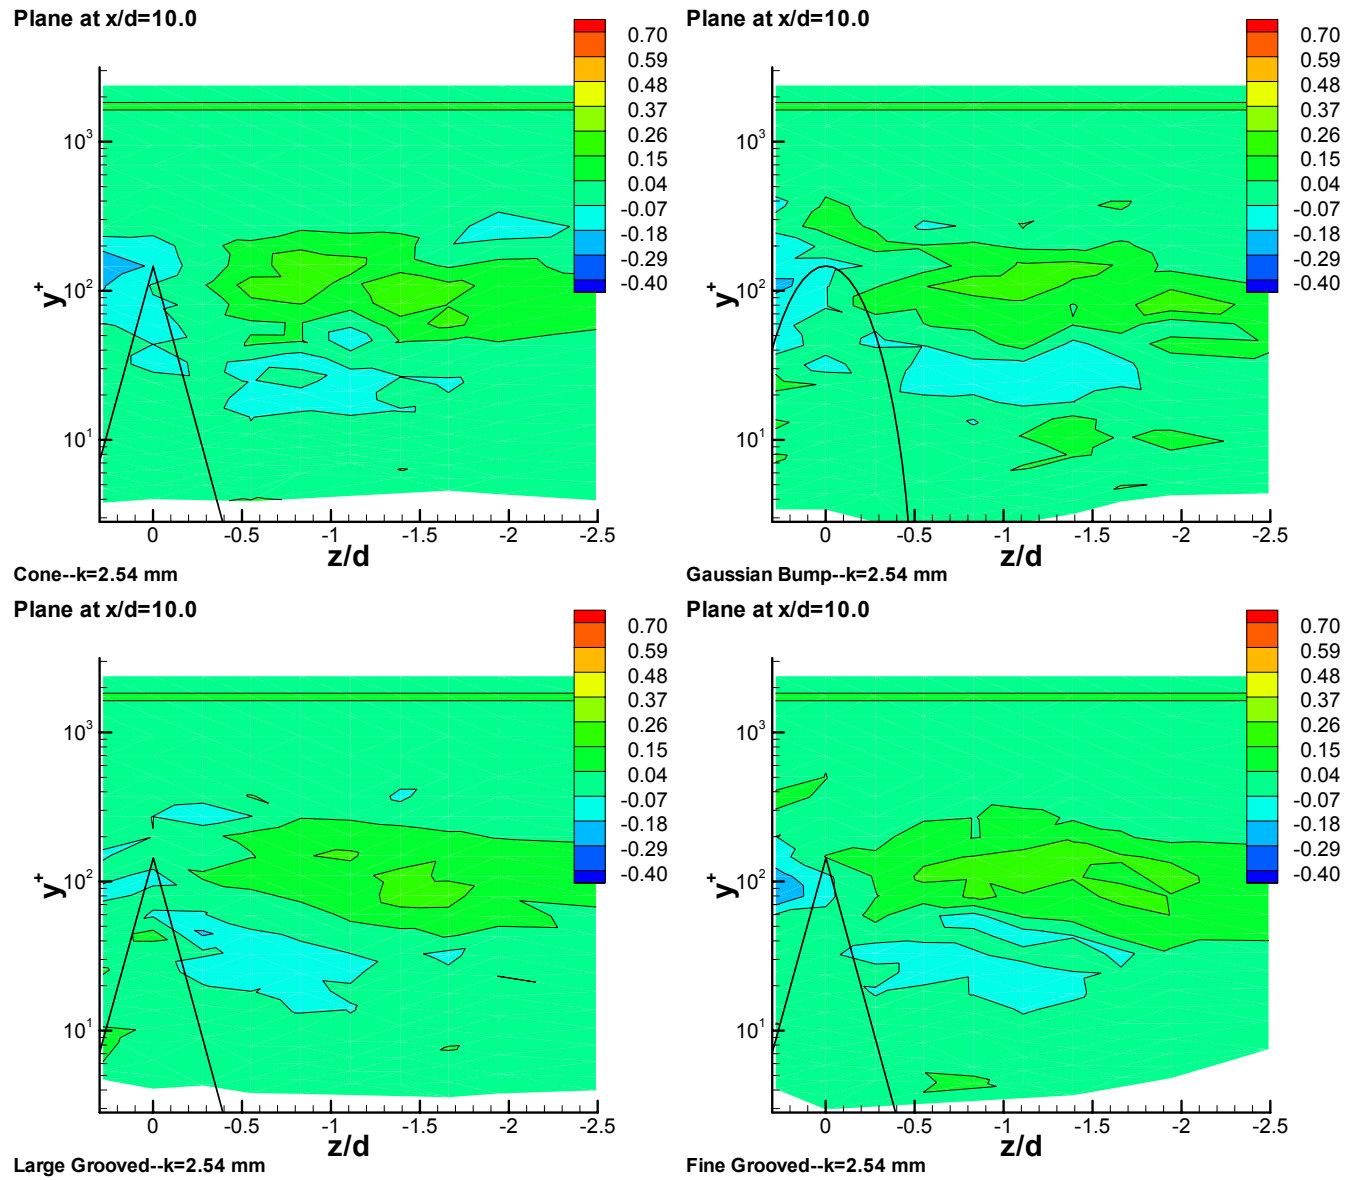 Plane at x/d=10.0
0.70
0.59
0.48
0.37
0.26
0.15
0.04
-0.07
-0.18
-0.29
-0.40
10³
10²
10¹
y⁺
0 -0.5 -1 -1.5 -2 -2.5
z/d
Cone--k=2.54 mm
Plane at x/d=10.0
0.70
0.59
0.48
0.37
0.26
0.15
0.04
-0.07
-0.18
-0.29
-0.40
10³
10²
10¹
y⁺
0 -0.5 -1 -1.5 -2 -2.5
z/d
Gaussian Bump--k=2.54 mm
Plane at x/d=10.0
0.70
0.59
0.48
0.37
0.26
0.15
0.04
-0.07
-0.18
-0.29
-0.40
10³
10²
10¹
y⁺
0 -0.5 -1 -1.5 -2 -2.5
z/d
Large Grooved--k=2.54 mm
Plane at x/d=10.0
0.70
0.59
0.48
0.37
0.26
0.15
0.04
-0.07
-0.18
-0.29
-0.40
10³
10²
10¹
y⁺
0 -0.5 -1 -1.5 -2 -2.5
z/d
Fine Grooved--k=2.54 mm